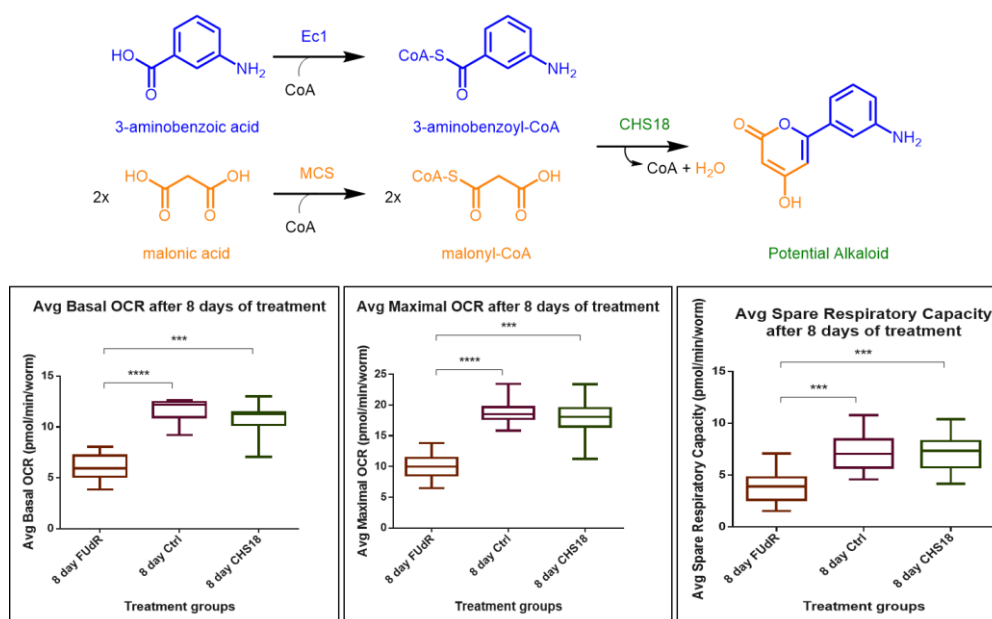 HO
O
NH2
Ec1
CoA
CoA-S
O
NH2
3-aminobenzoic acid
3-aminobenzoyl-CoA
CHS18
CoA + H2O
O
O
NH2
OH
2x
HO
OH
O
O
MCS
CoA
2x
CoA-S
OH
O
O
malonic acid
malonyl-CoA
Potential Alkaloid
Avg Basal OCR after 8 days of treatment
***
****
Avg Basal OCR (pmol/min/worm)
15
10
5
0
8 day FUdR
8 day Ctrl
8 day CHS18
Treatment groups
Avg Maximal OCR after 8 days of treatment
***
****
Avg Maximal OCR (pmol/min/worm)
25
20
15
10
5
0
8 day FUdR
8 day Ctrl
8 day CHS18
Treatment groups
Avg Spare Respiratory Capacity
after 8 days of treatment
***
***
Avg Spare Respiratory Capacity (pmol/min/worm)
15
10
5
0
8 day FUdR
8 day Ctrl
8 day CHS18
Treatment groups